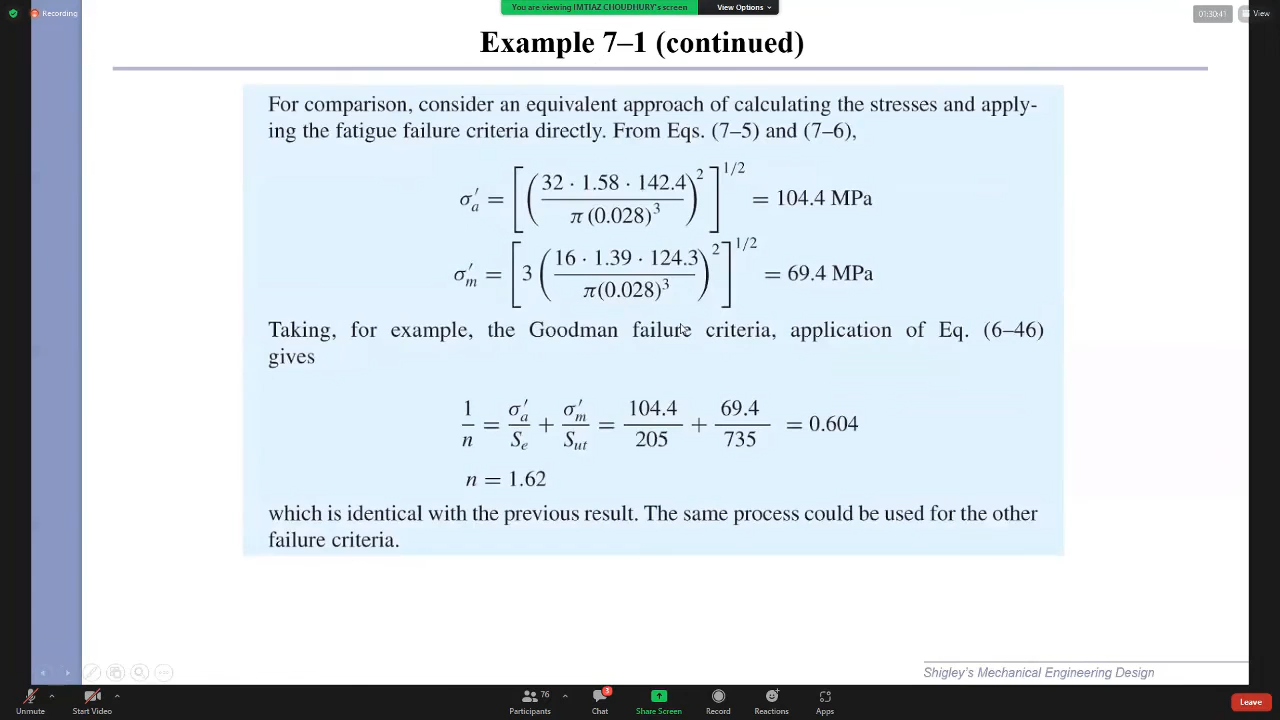 You are viewing IMTIAZ CHOUDHURY's screen View Options
Recording
01:30:41 View
Example 7–1 (continued)
For comparison, consider an equivalent approach of calculating the stresses and apply-
ing the fatigue failure criteria directly. From Eqs. (7–5) and (7–6),
σ′a = [(32 · 1.58 · 142.4 / π (0.028)³)²]^1/2 = 104.4 MPa
σ′m = [3 (16 · 1.39 · 124.3 / π(0.028)³)²]^1/2 = 69.4 MPa
Taking, for example, the Goodman failure criteria, application of Eq. (6–46)
gives
1/n = σ′a/Se + σ′m/Sut = 104.4/205 + 69.4/735 = 0.604
n = 1.62
which is identical with the previous result. The same process could be used for the other
failure criteria.
Shigley's Mechanical Engineering Design
Unmute Start Video Participants 76 Chat 3 Share Screen Record Reactions Apps Leave